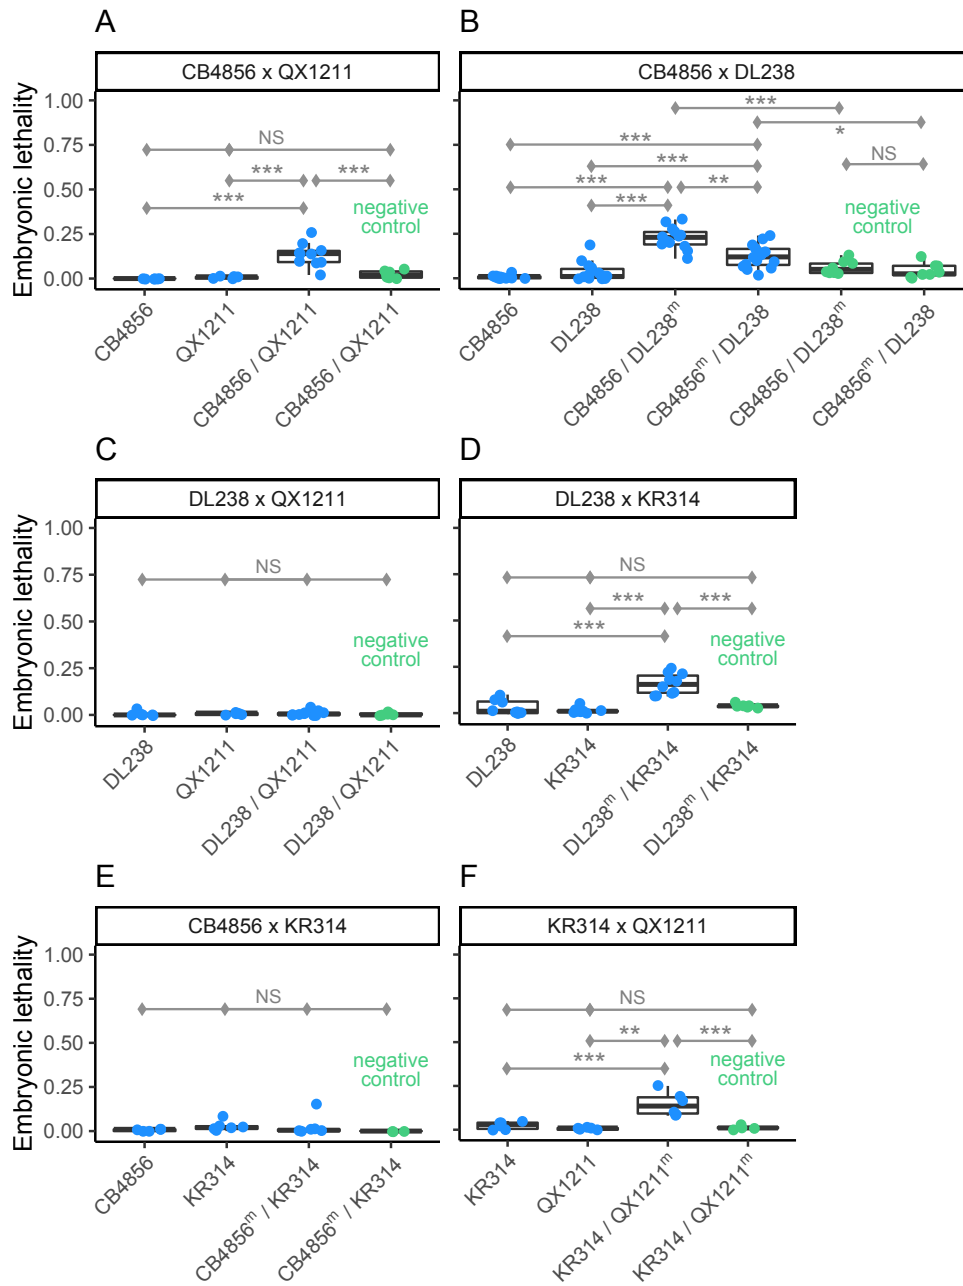 A
B
CB4856 x QX1211
CB4856 x DL238
Embryonic lethality
1.00
0.75
0.50
0.25
0.00
NS
***
***
***
negative
control
CB4856
QX1211
CB4856 / QX1211
CB4856 / QX1211
***
*
***
NS
***
***
**
***
negative
control
CB4856
DL238
CB4856 / DL238ᵐ
CB4856ᵐ / DL238
CB4856 / DL238ᵐ
CB4856ᵐ / DL238
C
D
DL238 x QX1211
DL238 x KR314
Embryonic lethality
1.00
0.75
0.50
0.25
0.00
NS
negative
control
DL238
QX1211
DL238 / QX1211
DL238 / QX1211
NS
***
***
***
negative
control
DL238
KR314
DL238ᵐ / KR314
DL238ᵐ / KR314
E
F
CB4856 x KR314
KR314 x QX1211
Embryonic lethality
1.00
0.75
0.50
0.25
0.00
NS
negative
control
CB4856
KR314
CB4856ᵐ / KR314
CB4856ᵐ / KR314
NS
**
***
***
negative
control
KR314
QX1211
KR314 / QX1211ᵐ
KR314 / QX1211ᵐ